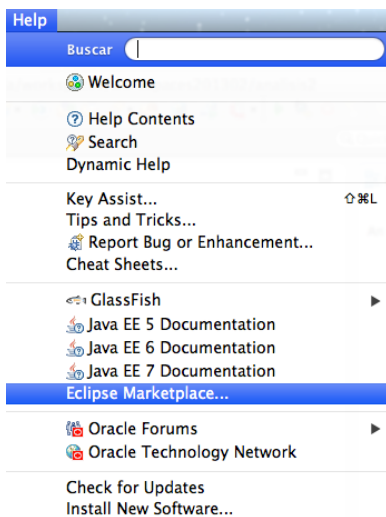 Help
Buscar
Welcome
Help Contents
Search
Dynamic Help
Key Assist... ⇧⌘L
Tips and Tricks...
Report Bug or Enhancement...
Cheat Sheets...
GlassFish
Java EE 5 Documentation
Java EE 6 Documentation
Java EE 7 Documentation
Eclipse Marketplace...
Oracle Forums
Oracle Technology Network
Check for Updates
Install New Software...